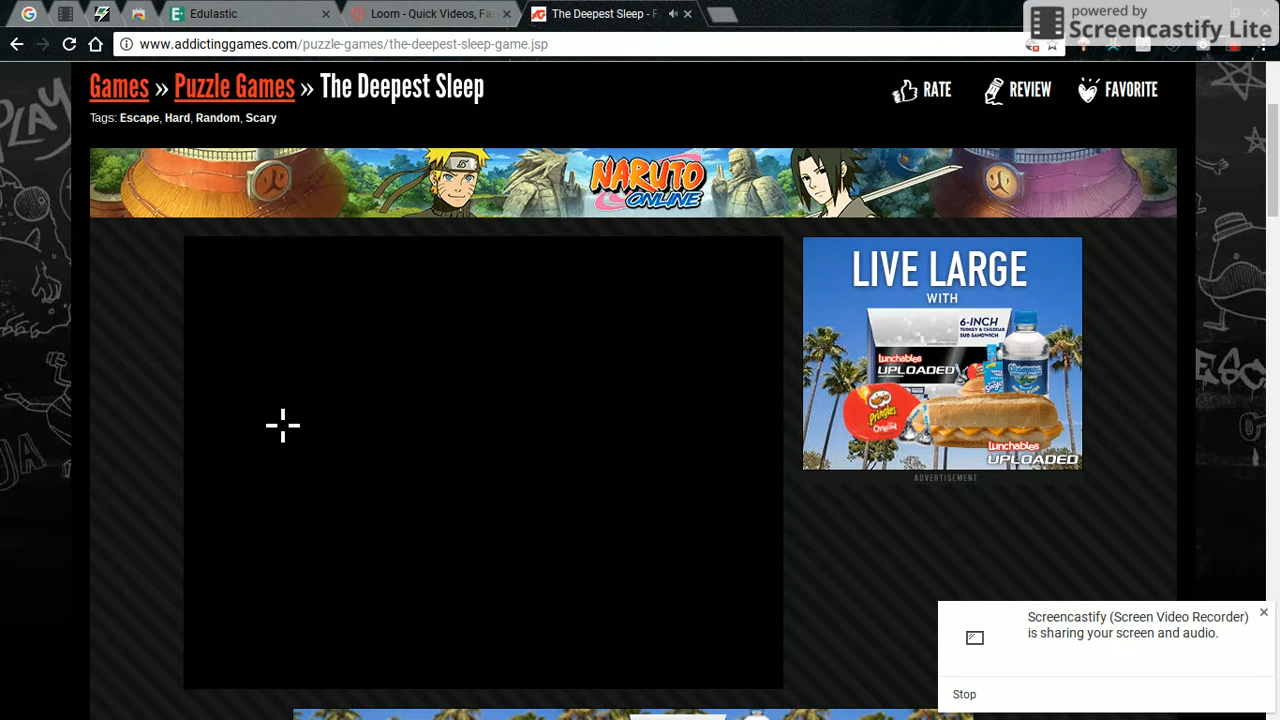 Edulastic
Loom - Quick Videos, Fa
The Deepest Sleep - F
powered by
Screencastify Lite
www.addictinggames.com/puzzle-games/the-deepest-sleep-game.jsp
Games » Puzzle Games » The Deepest Sleep
RATE
REVIEW
FAVORITE
Tags: Escape, Hard, Random, Scary
NARUTO
ONLINE
LIVE LARGE
WITH
6-INCH
TURKEY & CHEDDAR
SUB SANDWICH
Lunchables
UPLOADED
Pringles
Original
Lunchables
UPLOADED
ADVERTISEMENT
Screencastify (Screen Video Recorder)
is sharing your screen and audio.
Stop